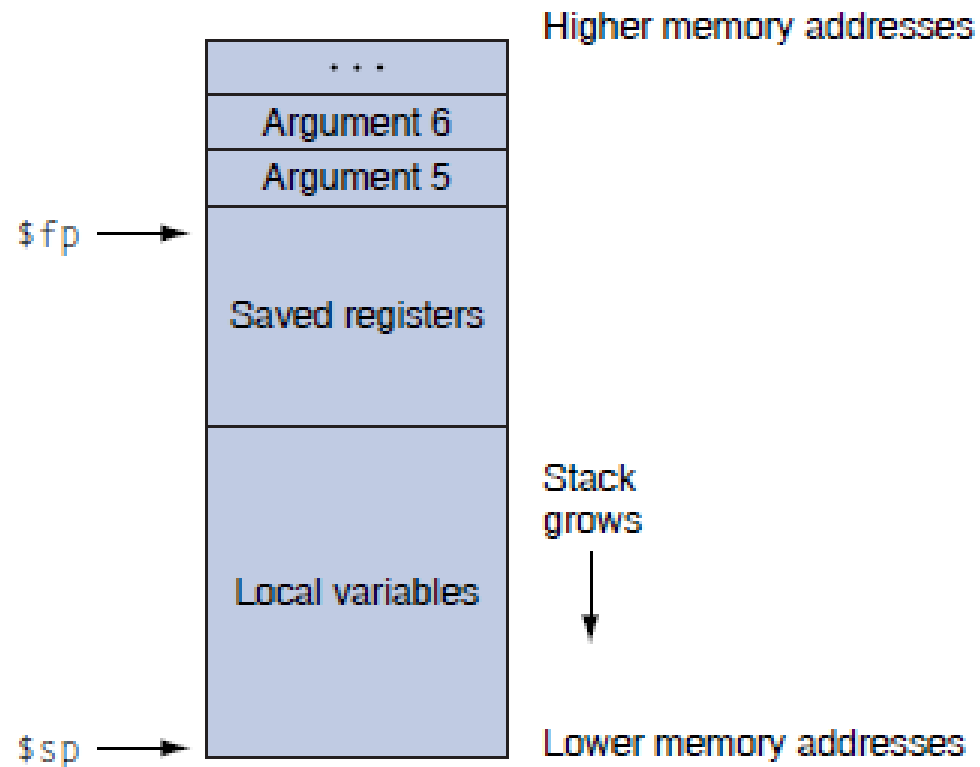 Higher memory addresses
. . .
Argument 6
Argument 5
$fp
Saved registers
Stack
grows
Local variables
$sp
Lower memory addresses